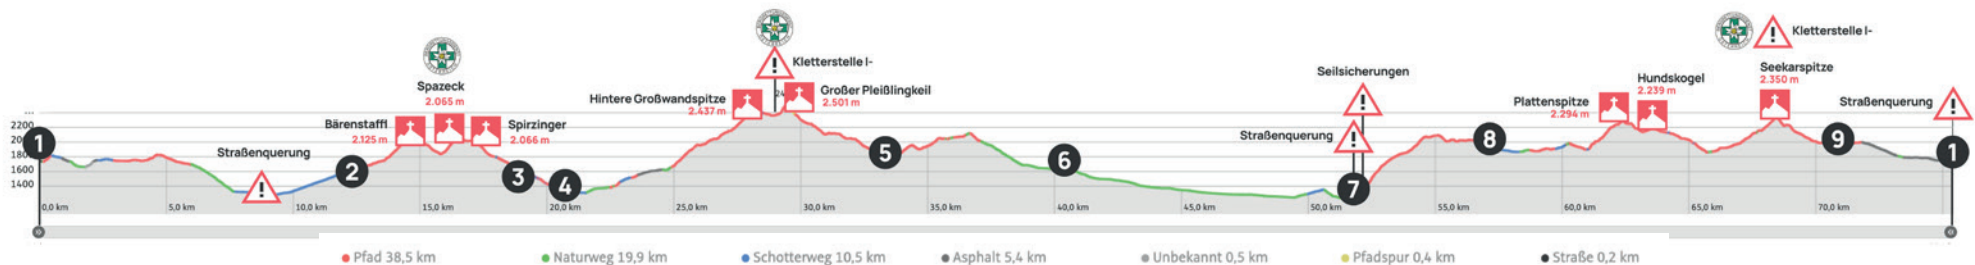 Spazeck
2.065 m
Bärenstaffl
2.125 m
Spirzinger
2.066 m
Straßenquerung
Hintere Großwandspitze
2.437 m
Kletterstelle I-
Großer Pleißlingkeil
2.501 m
Seilsicherungen
Straßenquerung
Plattenspitze
2.294 m
Hundskogel
2.239 m
Kletterstelle I-
Seekarspitze
2.350 m
Straßenquerung
...
2200
2000
1800
1600
1400
1
2
3
4
5
6
7
8
9
1
0,0 km
5,0 km
10,0 km
15,0 km
20,0 km
25,0 km
30,0 km
35,0 km
40,0 km
45,0 km
50,0 km
55,0 km
60,0 km
65,0 km
70,0 km
Pfad 38,5 km
Naturweg 19,9 km
Schotterweg 10,5 km
Asphalt 5,4 km
Unbekannt 0,5 km
Pfadspur 0,4 km
Straße 0,2 km